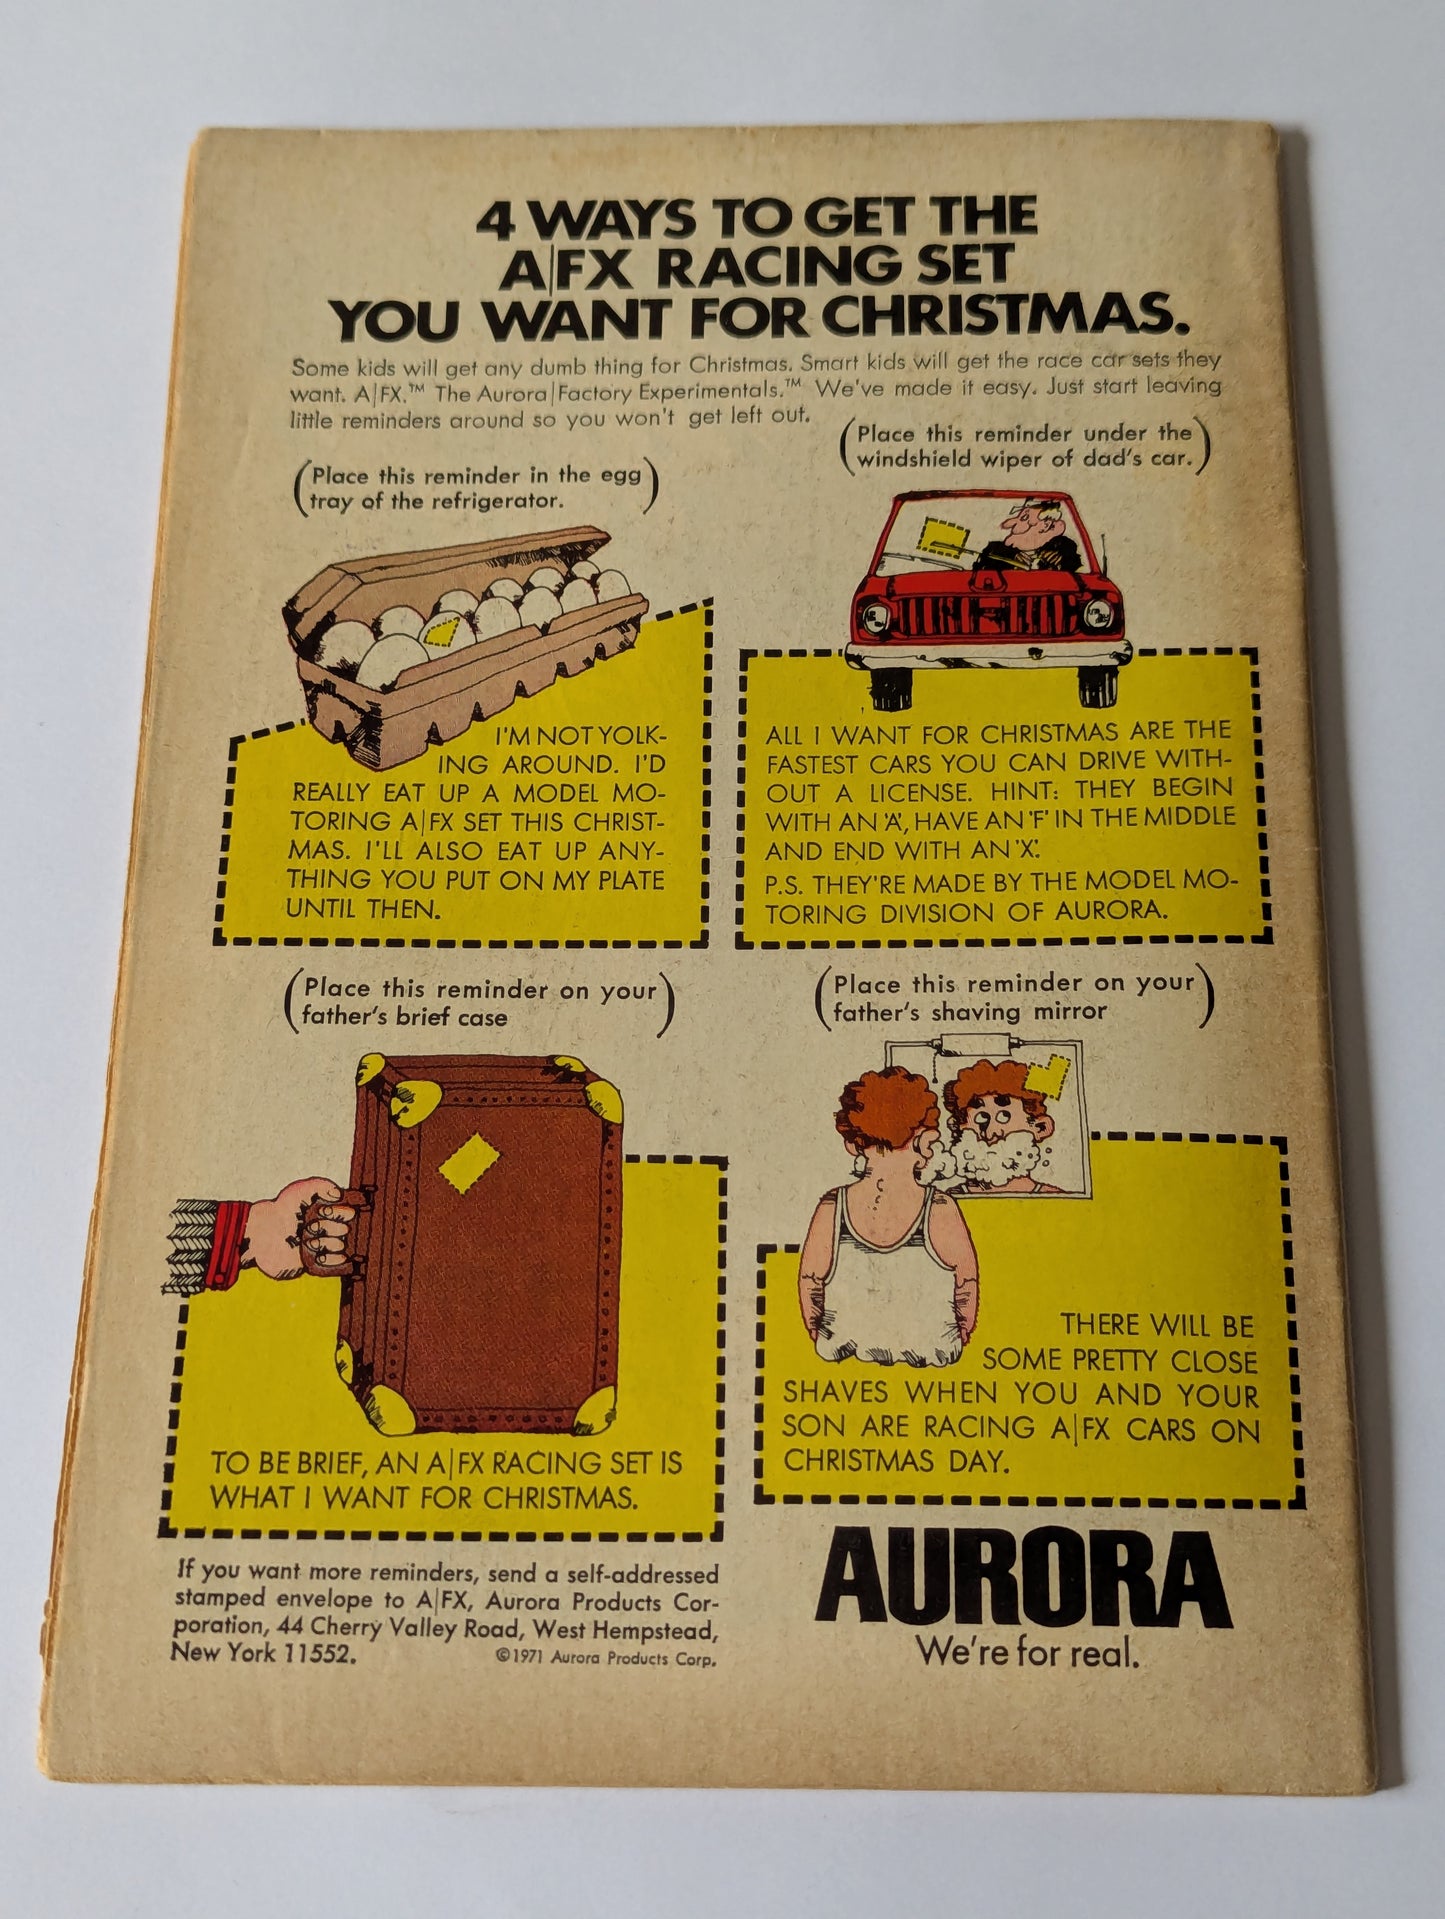 4 WAYS TO GET THE
A|FX RACING SET
YOU WANT FOR CHRISTMAS.
Some kids will get any dumb thing for Christmas. Smart kids will get the race car sets they
want. A|FX.™ The Aurora|Factory Experimentals.™ We've made it easy. Just start leaving
little reminders around so you won't get left out.
(Place this reminder in the egg
tray of the refrigerator.)
I'M NOT YOLK-
ING AROUND. I'D
REALLY EAT UP A MODEL MO-
TORING A|FX SET THIS CHRIST-
MAS. I'LL ALSO EAT UP ANY-
THING YOU PUT ON MY PLATE
UNTIL THEN.
(Place this reminder under the
windshield wiper of dad's car.)
ALL I WANT FOR CHRISTMAS ARE THE
FASTEST CARS YOU CAN DRIVE WITH-
OUT A LICENSE. HINT: THEY BEGIN
WITH AN 'A', HAVE AN 'F' IN THE MIDDLE
AND END WITH AN 'X'.
P.S. THEY'RE MADE BY THE MODEL MO-
TORING DIVISION OF AURORA.
(Place this reminder on your
father's brief case)
TO BE BRIEF, AN A|FX RACING SET IS
WHAT I WANT FOR CHRISTMAS.
(Place this reminder on your
father's shaving mirror)
THERE WILL BE
SOME PRETTY CLOSE
SHAVES WHEN YOU AND YOUR
SON ARE RACING A|FX CARS ON
CHRISTMAS DAY.
If you want more reminders, send a self-addressed
stamped envelope to A|FX, Aurora Products Cor-
poration, 44 Cherry Valley Road, West Hempstead,
New York 11552. ©1971 Aurora Products Corp.
AURORA
We're for real.